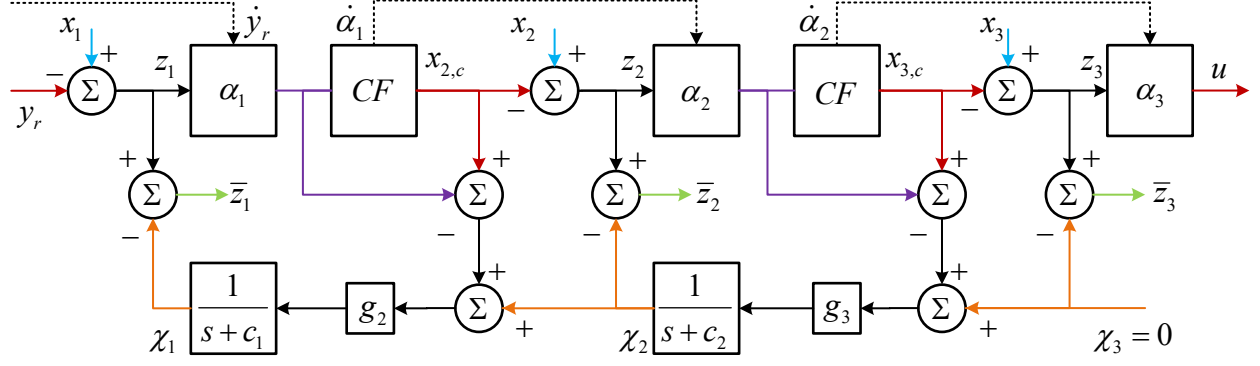 x₁ + ẏᵣ α̇₁ x₂ α̇₂ x₃ +
− Σ z₁ α₁ CF x₂,c − Σ z₂ α₂ CF x₃,c − Σ z₃ α₃ u
yᵣ
+ + + + +
Σ z̄₁ Σ Σ z̄₂ Σ Σ z̄₃
− − − − −
+ +
χ₁ 1/(s + c₁) g₂ Σ + χ₂ 1/(s + c₂) g₃ Σ + χ₃ = 0